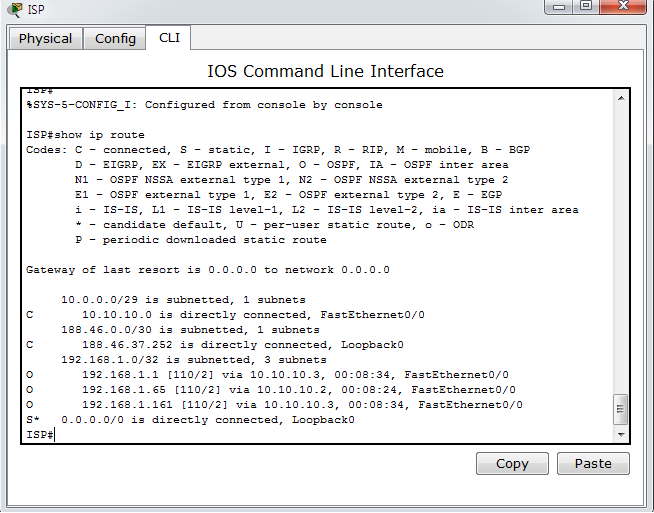 ISP
Physical Config CLI
IOS Command Line Interface
ISP#
%SYS-5-CONFIG_I: Configured from console by console
ISP#show ip route
Codes: C - connected, S - static, I - IGRP, R - RIP, M - mobile, B - BGP
D - EIGRP, EX - EIGRP external, O - OSPF, IA - OSPF inter area
N1 - OSPF NSSA external type 1, N2 - OSPF NSSA external type 2
E1 - OSPF external type 1, E2 - OSPF external type 2, E - EGP
i - IS-IS, L1 - IS-IS level-1, L2 - IS-IS level-2, ia - IS-IS inter area
* - candidate default, U - per-user static route, o - ODR
P - periodic downloaded static route
Gateway of last resort is 0.0.0.0 to network 0.0.0.0
10.0.0.0/29 is subnetted, 1 subnets
C 10.10.10.0 is directly connected, FastEthernet0/0
188.46.0.0/30 is subnetted, 1 subnets
C 188.46.37.252 is directly connected, Loopback0
192.168.1.0/32 is subnetted, 3 subnets
O 192.168.1.1 [110/2] via 10.10.10.3, 00:08:34, FastEthernet0/0
O 192.168.1.65 [110/2] via 10.10.10.2, 00:08:24, FastEthernet0/0
O 192.168.1.161 [110/2] via 10.10.10.3, 00:08:34, FastEthernet0/0
S* 0.0.0.0/0 is directly connected, Loopback0
ISP#
Copy Paste